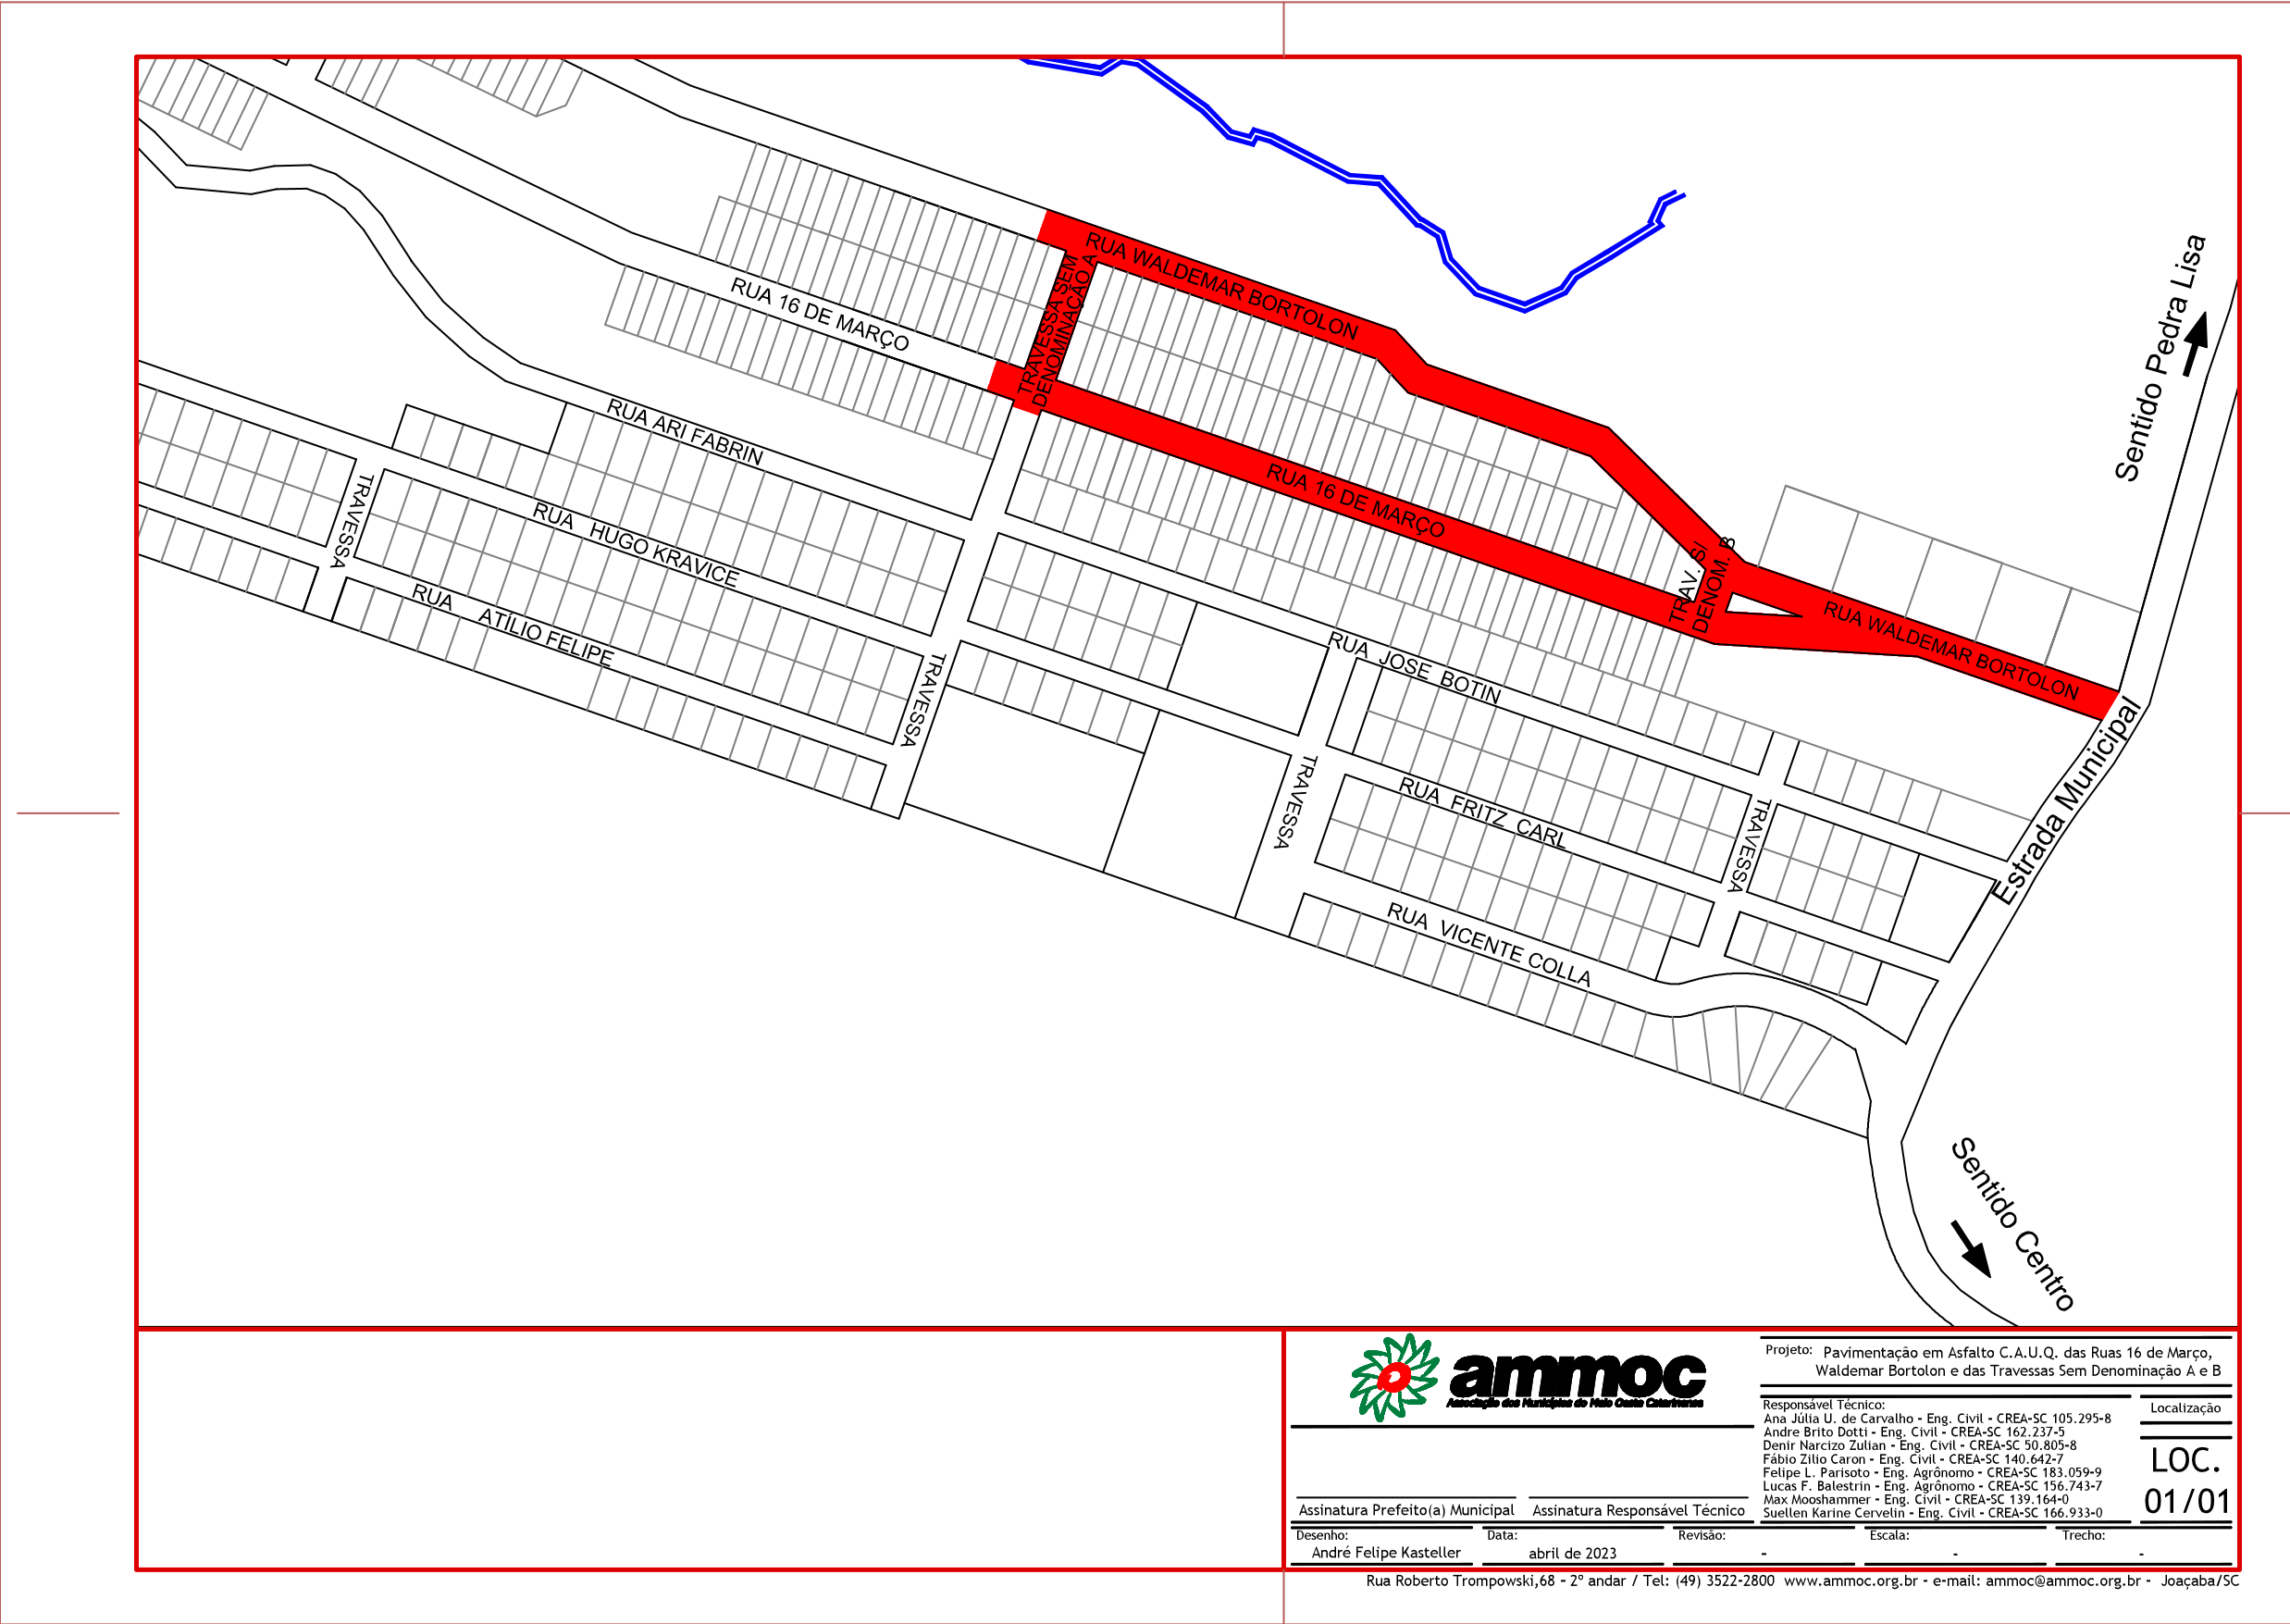 RUA WALDEMAR BORTOLON
TRAVESSA SEM
DENOMINAÇÃO A
RUA 16 DE MARÇO
RUA ARI FABRIN
RUA 16 DE MARÇO
Sentido Pedra Lisa
TRAVESSA
RUA HUGO KRAVICE
RUA ATÍLIO FELIPE
TRAV. S/
DENOM. B
RUA WALDEMAR BORTOLON
RUA JOSE BOTIN
TRAVESSA
Estrada Municipal
TRAVESSA
RUA FRITZ CARL
TRAVESSA
RUA VICENTE COLLA
Sentido Centro
ammoc
Associação dos Municípios do Meio Oeste Catarinense
Projeto: Pavimentação em Asfalto C.A.U.Q. das Ruas 16 de Março,
Waldemar Bortolon e das Travessas Sem Denominação A e B
Responsável Técnico:
Ana Júlia U. de Carvalho - Eng. Civil - CREA-SC 105.295-8
Andre Brito Dotti - Eng. Civil - CREA-SC 162.237-5
Denir Narcizo Zulian - Eng. Civil - CREA-SC 50.805-8
Fábio Zilio Caron - Eng. Civil - CREA-SC 140.642-7
Felipe L. Parisoto - Eng. Agrônomo - CREA-SC 183.059-9
Lucas F. Balestrin - Eng. Agrônomo - CREA-SC 156.743-7
Max Mooshammer - Eng. Civil - CREA-SC 139.164-0
Suellen Karine Cervelin - Eng. Civil - CREA-SC 166.933-0
Localização
LOC.
01/01
Assinatura Prefeito(a) Municipal
Assinatura Responsável Técnico
Desenho:
André Felipe Kasteller
Data:
abril de 2023
Revisão:
-
Escala:
-
Trecho:
-
Rua Roberto Trompowski,68 - 2º andar / Tel: (49) 3522-2800 www.ammoc.org.br - e-mail: ammoc@ammoc.org.br - Joaçaba/SC